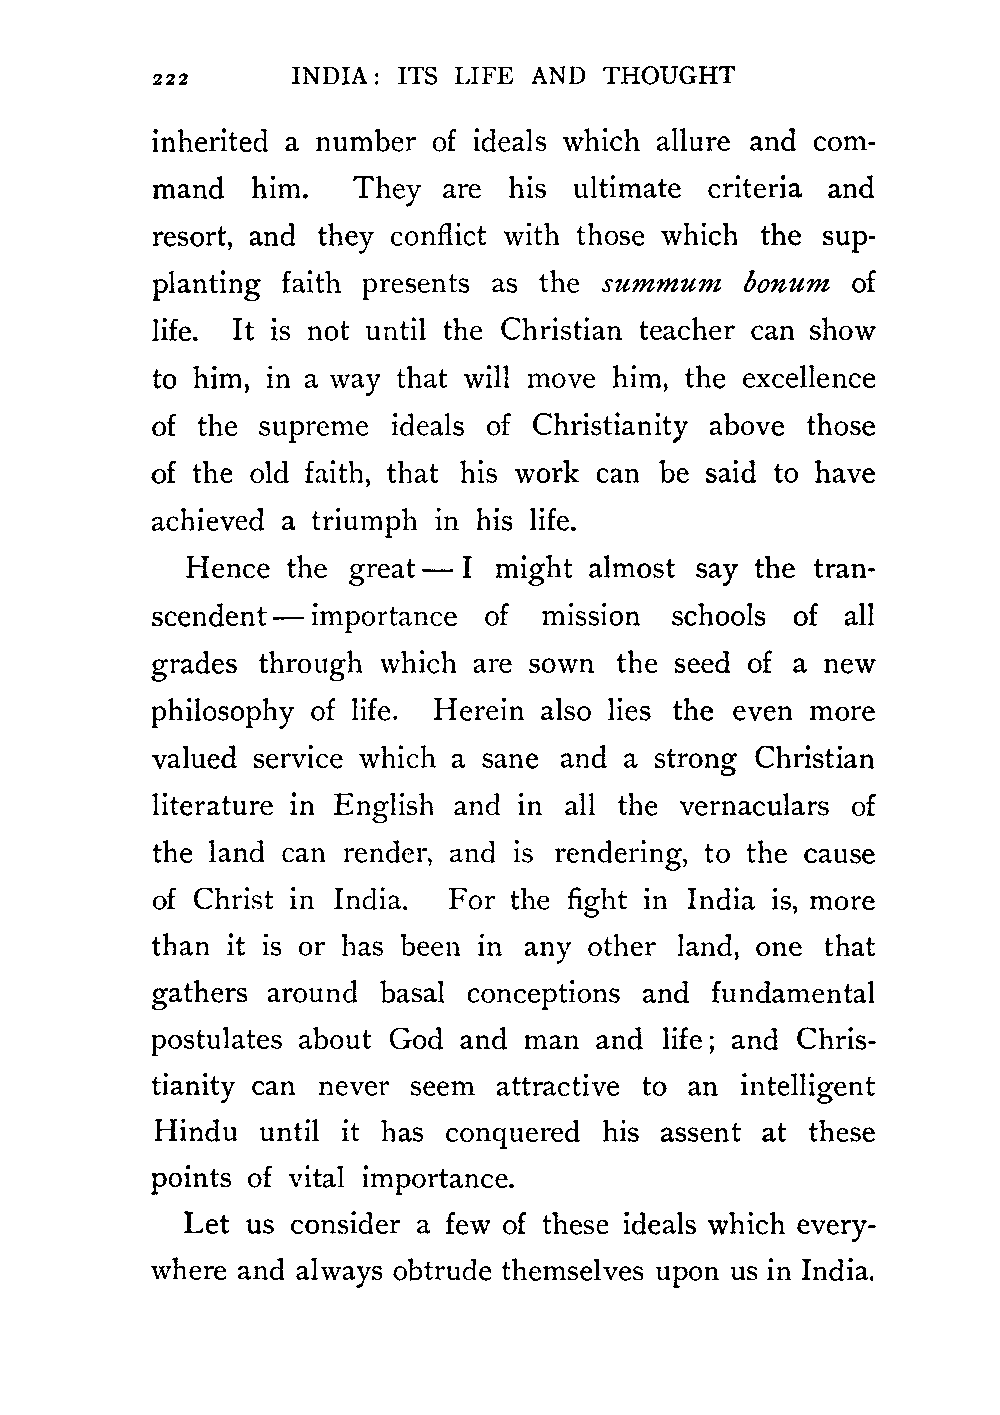 222 INDIA: ITS LIFE AND THOUGHT
inherited a number of ideals which allure and com-
mand him. They are his ultimate criteria and
resort, and they conflict with those which the sup-
planting faith presents as the summum bonum of
life. It is not until the Christian teacher can show
to him, in a way that will move him, the excellence
of the supreme ideals of Christianity above those
of the old faith, that his work can be said to have
achieved a triumph in his life.
Hence the great — I might almost say the tran-
scendent — importance of mission schools of all
grades through which are sown the seed of a new
philosophy of life. Herein also lies the even more
valued service which a sane and a strong Christian
literature in English and in all the vernaculars of
the land can render, and is rendering, to the cause
of Christ in India. For the fight in India is, more
than it is or has been in any other land, one that
gathers around basal conceptions and fundamental
postulates about God and man and life; and Chris-
tianity can never seem attractive to an intelligent
Hindu until it has conquered his assent at these
points of vital importance.
Let us consider a few of these ideals which every-
where and always obtrude themselves upon us in India.